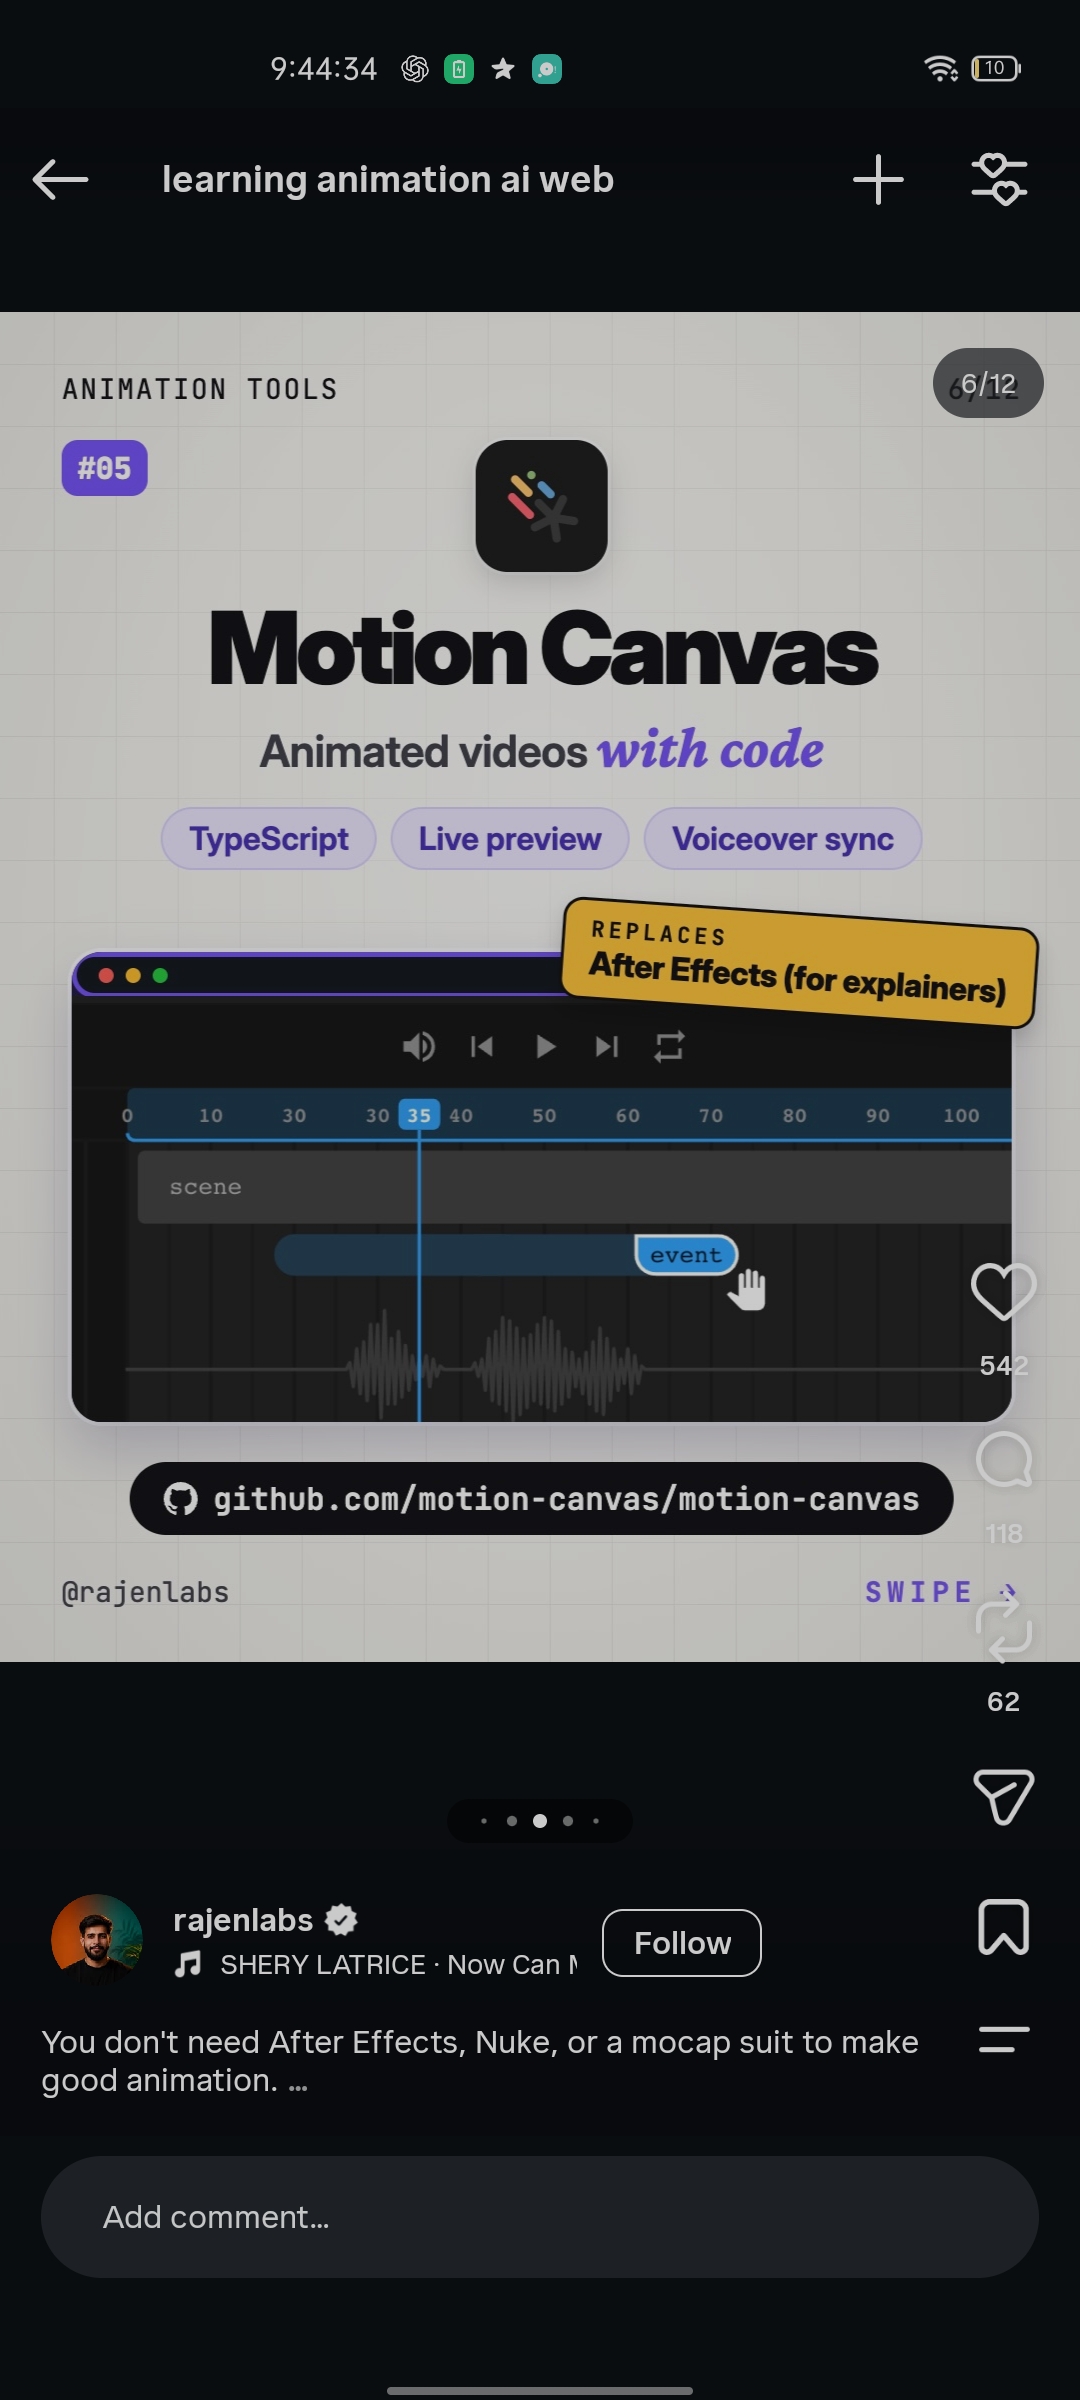 9:44:34
10
learning animation ai web
ANIMATION TOOLS
6/12
#05
Motion Canvas
Animated videos with code
TypeScript
Live preview
Voiceover sync
REPLACES
After Effects (for explainers)
0 10 30 30 35 40 50 60 70 80 90 100
scene
event
542
github.com/motion-canvas/motion-canvas
118
@rajenlabs
SWIPE →
62
rajenlabs
SHERY LATRICE · Now Can
Follow
You don't need After Effects, Nuke, or a mocap suit to make
good animation. ...
Add comment...